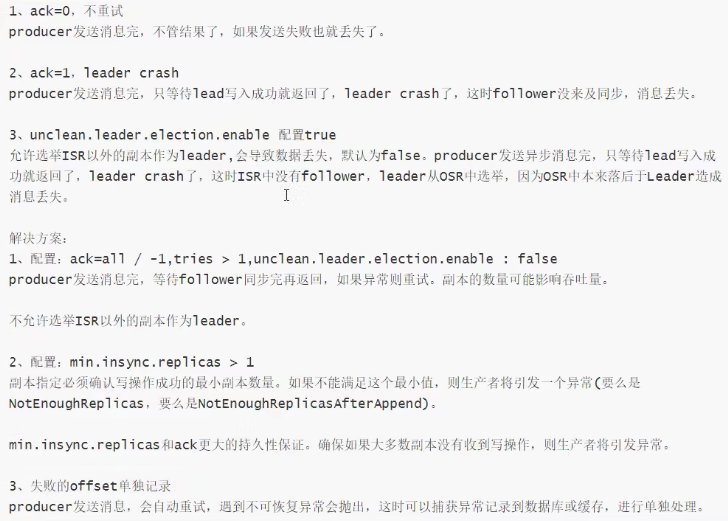 1、ack=0，不重试
producer发送消息完，不管结果了，如果发送失败也就丢失了。
2、ack=1，leader crash
producer发送消息完，只等待lead写入成功就返回了，leader crash了，这时follower没来及同步，消息丢失。
3、unclean.leader.election.enable 配置true
允许选举ISR以外的副本作为leader,会导致数据丢失，默认为false。producer发送异步消息完，只等待lead写入成
功就返回了，leader crash了，这时ISR中没有follower，leader从OSR中选举，因为OSR中本来落后于Leader造成
消息丢失。
解决方案：
1、配置：ack=all / -1,tries > 1,unclean.leader.election.enable : false
producer发送消息完，等待follower同步完再返回，如果异常则重试。副本的数量可能影响吞吐量。
不允许选举ISR以外的副本作为leader。
2、配置：min.insync.replicas > 1
副本指定必须确认写操作成功的最小副本数量。如果不能满足这个最小值，则生产者将引发一个异常(要么是
NotEnoughReplicas，要么是NotEnoughReplicasAfterAppend)。
min.insync.replicas和ack更大的持久性保证。确保如果大多数副本没有收到写操作，则生产者将引发异常。
3、失败的offset单独记录
producer发送消息，会自动重试，遇到不可恢复异常会抛出，这时可以捕获异常记录到数据库或缓存，进行单独处理。